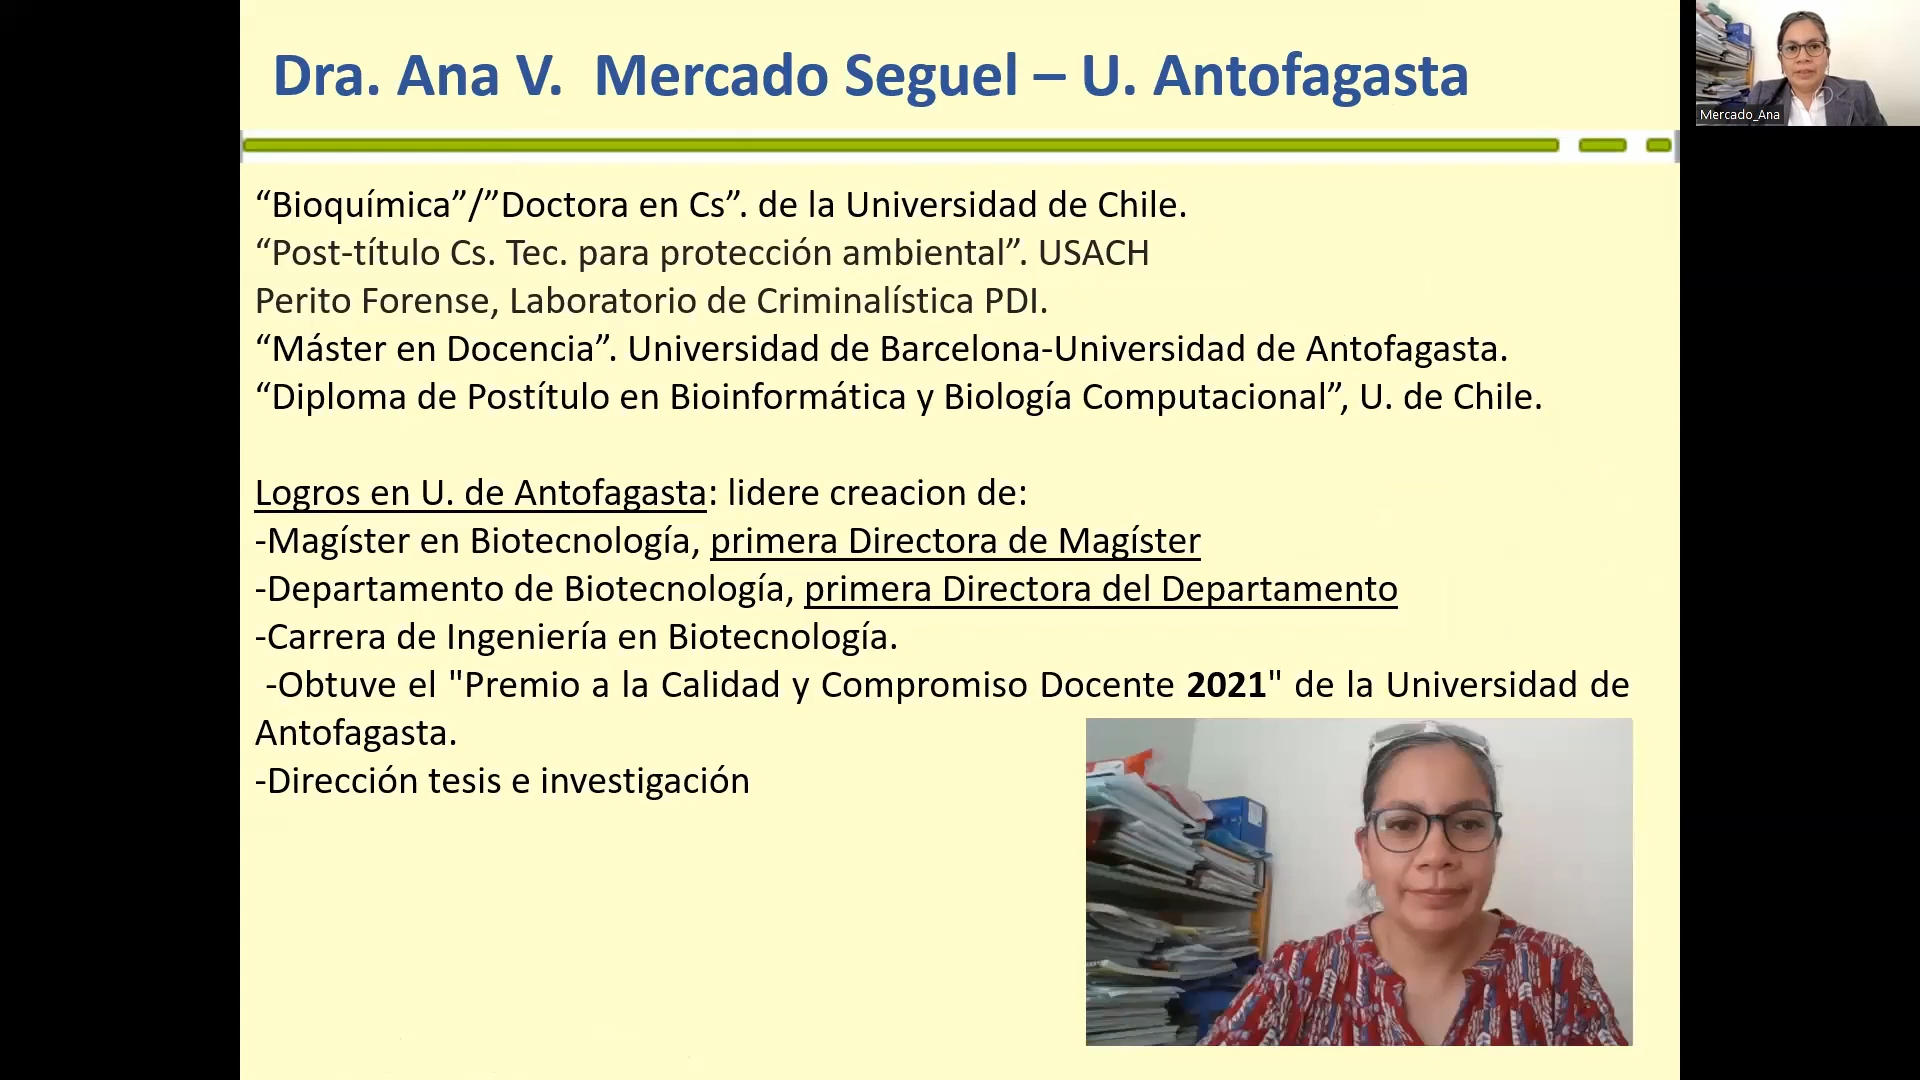 Dra. Ana V.  Mercado Seguel – U. Antofagasta
Mercado_Ana
“Bioquímica”/”Doctora en Cs”. de la Universidad de Chile.
“Post-título Cs. Tec. para protección ambiental”. USACH
Perito Forense, Laboratorio de Criminalística PDI.
“Máster en Docencia”. Universidad de Barcelona-Universidad de Antofagasta.
“Diploma de Postítulo en Bioinformática y Biología Computacional”, U. de Chile.
Logros en U. de Antofagasta: lidere creacion de:
-Magíster en Biotecnología, primera Directora de Magíster
-Departamento de Biotecnología, primera Directora del Departamento
-Carrera de Ingeniería en Biotecnología.
-Obtuve el "Premio a la Calidad y Compromiso Docente 2021" de la Universidad de
Antofagasta.
-Dirección tesis e investigación